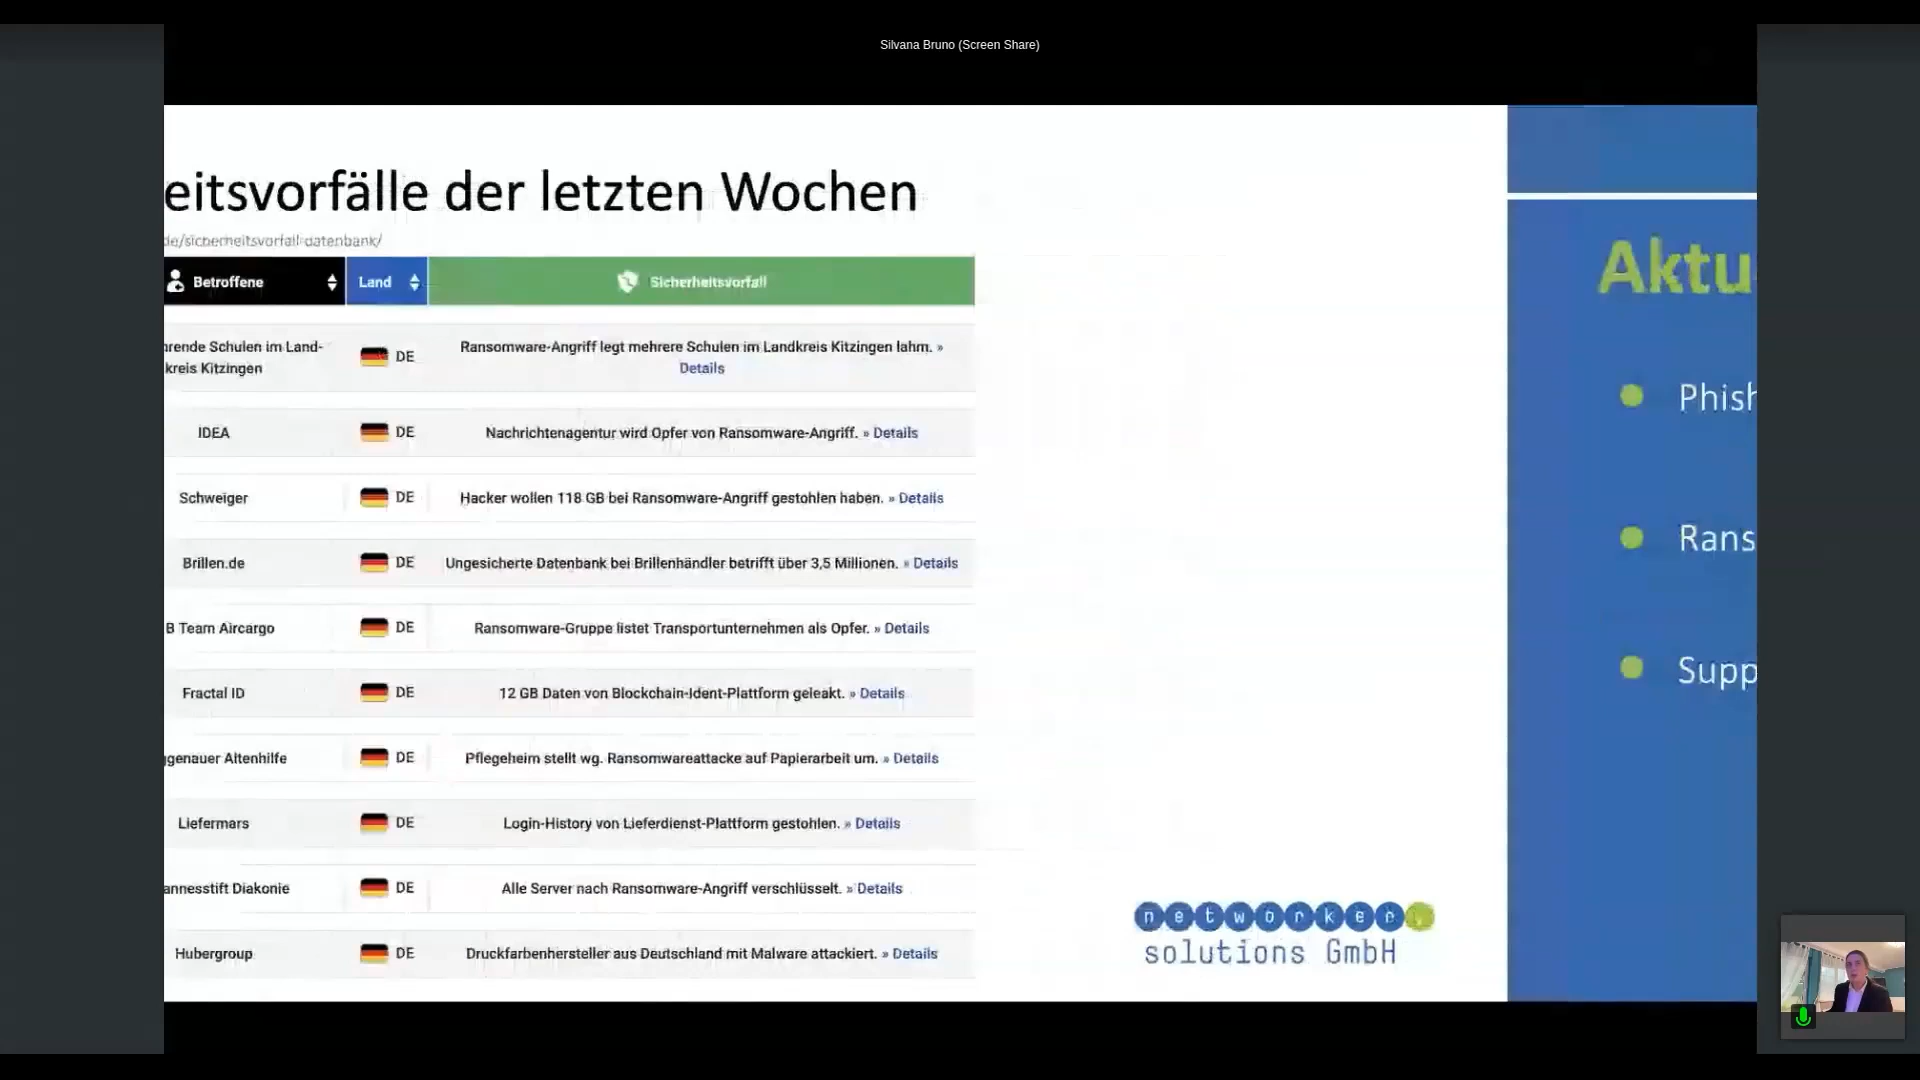 Silvana Bruno (Screen Share)
eitsvorfälle der letzten Wochen
de/sicherheitsvorfall-datenbank/
Betroffene Land Sicherheitsvorfall
hrende Schulen im Land-
kreis Kitzingen
DE
Ransomware-Angriff legt mehrere Schulen im Landkreis Kitzingen lahm. »
Details
IDEA DE Nachrichtenagentur wird Opfer von Ransomware-Angriff. » Details
Schweiger DE Hacker wollen 118 GB bei Ransomware-Angriff gestohlen haben. » Details
Brillen.de DE Ungesicherte Datenbank bei Brillenhändler betrifft über 3,5 Millionen. » Details
B Team Aircargo DE Ransomware-Gruppe listet Transportunternehmen als Opfer. » Details
Fractal ID DE 12 GB Daten von Blockchain-Ident-Plattform geleakt. » Details
ggenauer Altenhilfe DE Pflegeheim stellt wg. Ransomwareattacke auf Papierarbeit um. » Details
Liefermars DE Login-History von Lieferdienst-Plattform gestohlen. » Details
annesstift Diakonie DE Alle Server nach Ransomware-Angriff verschlüsselt. » Details
Hubergroup DE Druckfarbenhersteller aus Deutschland mit Malware attackiert. » Details
networker,
solutions GmbH
Aktu
Phish
Rans
Supp